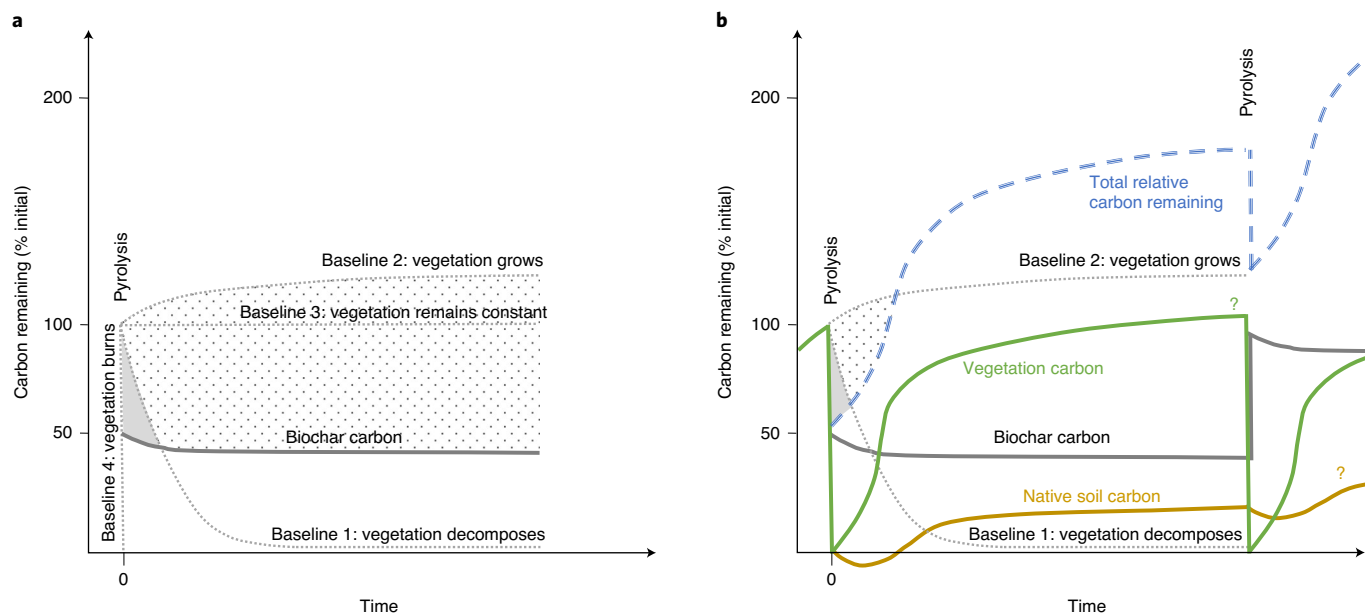 a
200
100
50
0
Carbon remaining (% initial)
Time
Pyrolysis
Baseline 4: vegetation burns
Baseline 2: vegetation grows
Baseline 3: vegetation remains constant
Biochar carbon
Baseline 1: vegetation decomposes
b
200
100
50
0
Carbon remaining (% initial)
Time
Pyrolysis
Pyrolysis
Total relative
carbon remaining
Baseline 2: vegetation grows
?
Vegetation carbon
Biochar carbon
?
Native soil carbon
Baseline 1: vegetation decomposes